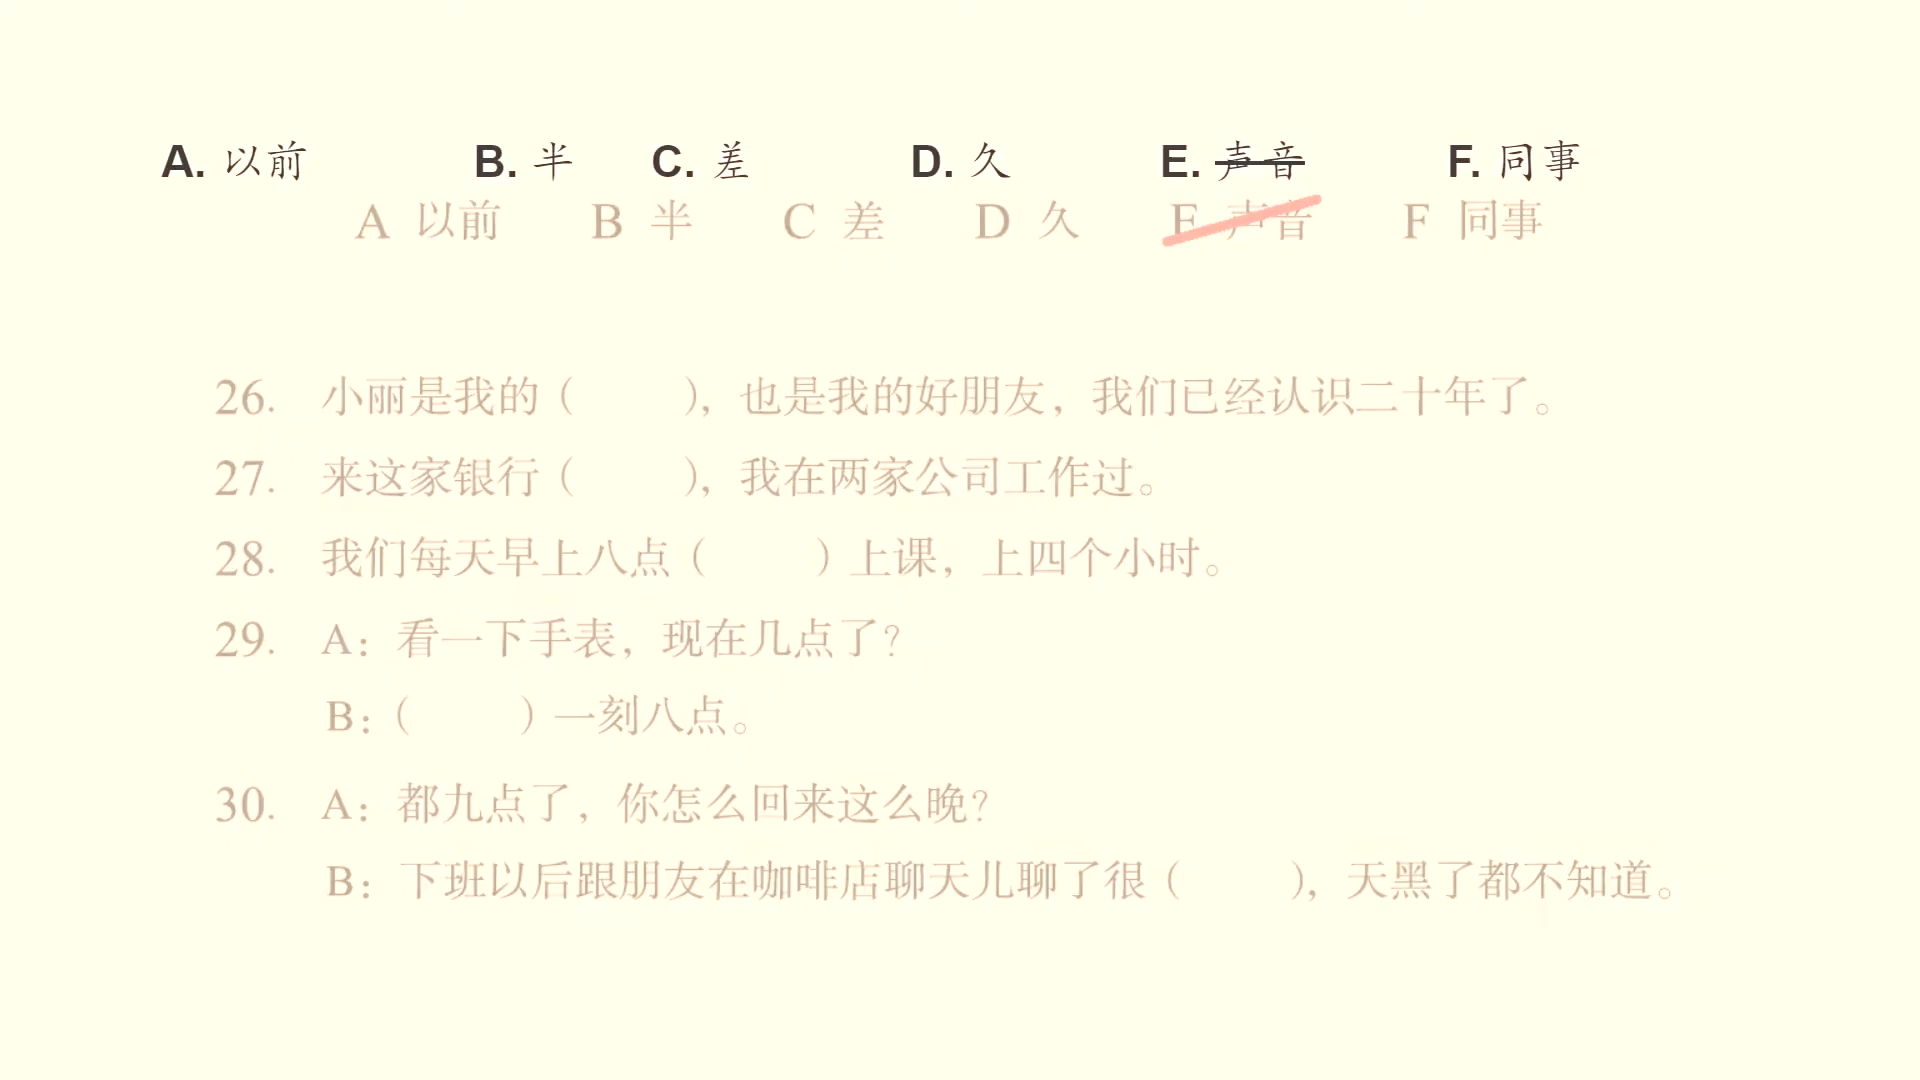 A. 以前 B. 半 C. 差 D. 久 E. 声音 F. 同事
A 以前 B 半 C 差 D 久 E 声音 F 同事
26. 小丽是我的（ ），也是我的好朋友，我们已经认识二十年了。
27. 来这家银行（ ），我在两家公司工作过。
28. 我们每天早上八点（ ）上课，上四个小时。
29. A：看一下手表，现在几点了？
B：（ ）一刻八点。
30. A：都九点了，你怎么回来这么晚？
B：下班以后跟朋友在咖啡店聊天儿聊了很（ ），天黑了都不知道。